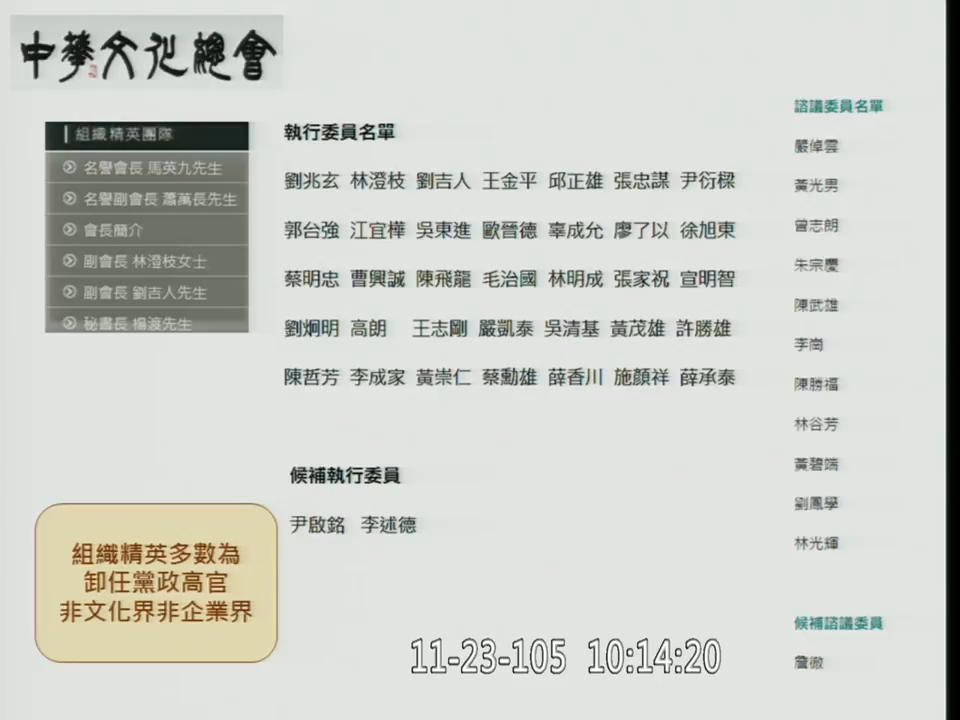 中華文化總會
組織精英團隊
名譽會長 馬英九先生
名譽副會長 蕭萬長先生
會長簡介
副會長 林澄枝女士
副會長 劉吉人先生
秘書長 楊渡先生
執行委員名單
劉兆玄 林澄枝 劉吉人 王金平 邱正雄 張忠謀 尹衍樑
郭台強 江宜樺 吳東進 歐晉德 辜成允 廖了以 徐旭東
蔡明忠 曹興誠 陳飛龍 毛治國 林明成 張家祝 宣明智
劉炯明 高朗 王志剛 嚴凱泰 吳清基 黃茂雄 許勝雄
陳哲芳 李成家 黃崇仁 蔡勳雄 薛香川 施顏祥 薛承泰
候補執行委員
尹啟銘 李述德
組織精英多數為
卸任黨政高官
非文化界非企業界
諮議委員名單
嚴倬雲
黃光男
曾志朗
朱宗慶
陳武雄
李崗
陳勝福
林谷芳
黃碧端
劉鳳學
林光輝
候補諮議委員
詹澈
11-23-105 10:14:20